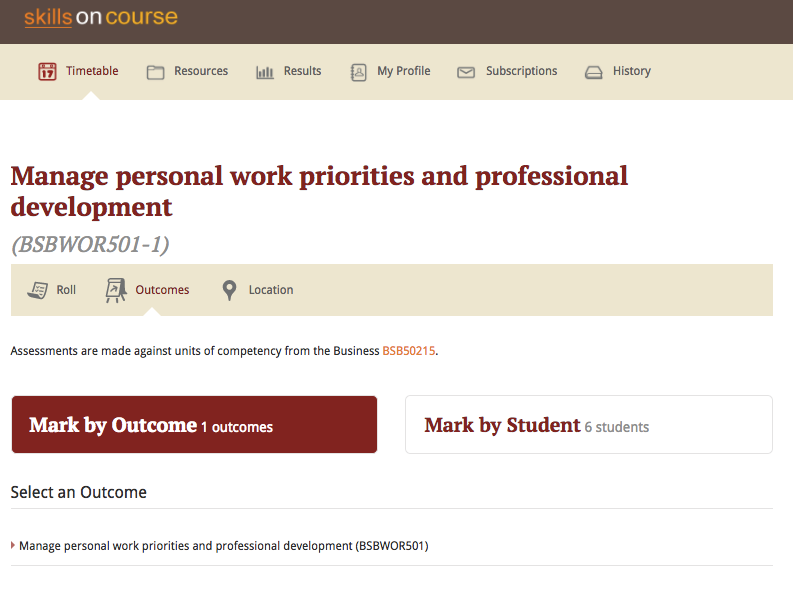 skills on course
17
Timetable Resources Results My Profile Subscriptions History
Manage personal work priorities and professional
development
(BSBWOR501-1)
Roll Outcomes Location
Assessments are made against units of competency from the Business BSB50215.
Mark by Outcome 1 outcomes
Mark by Student 6 students
Select an Outcome
Manage personal work priorities and professional development (BSBWOR501)